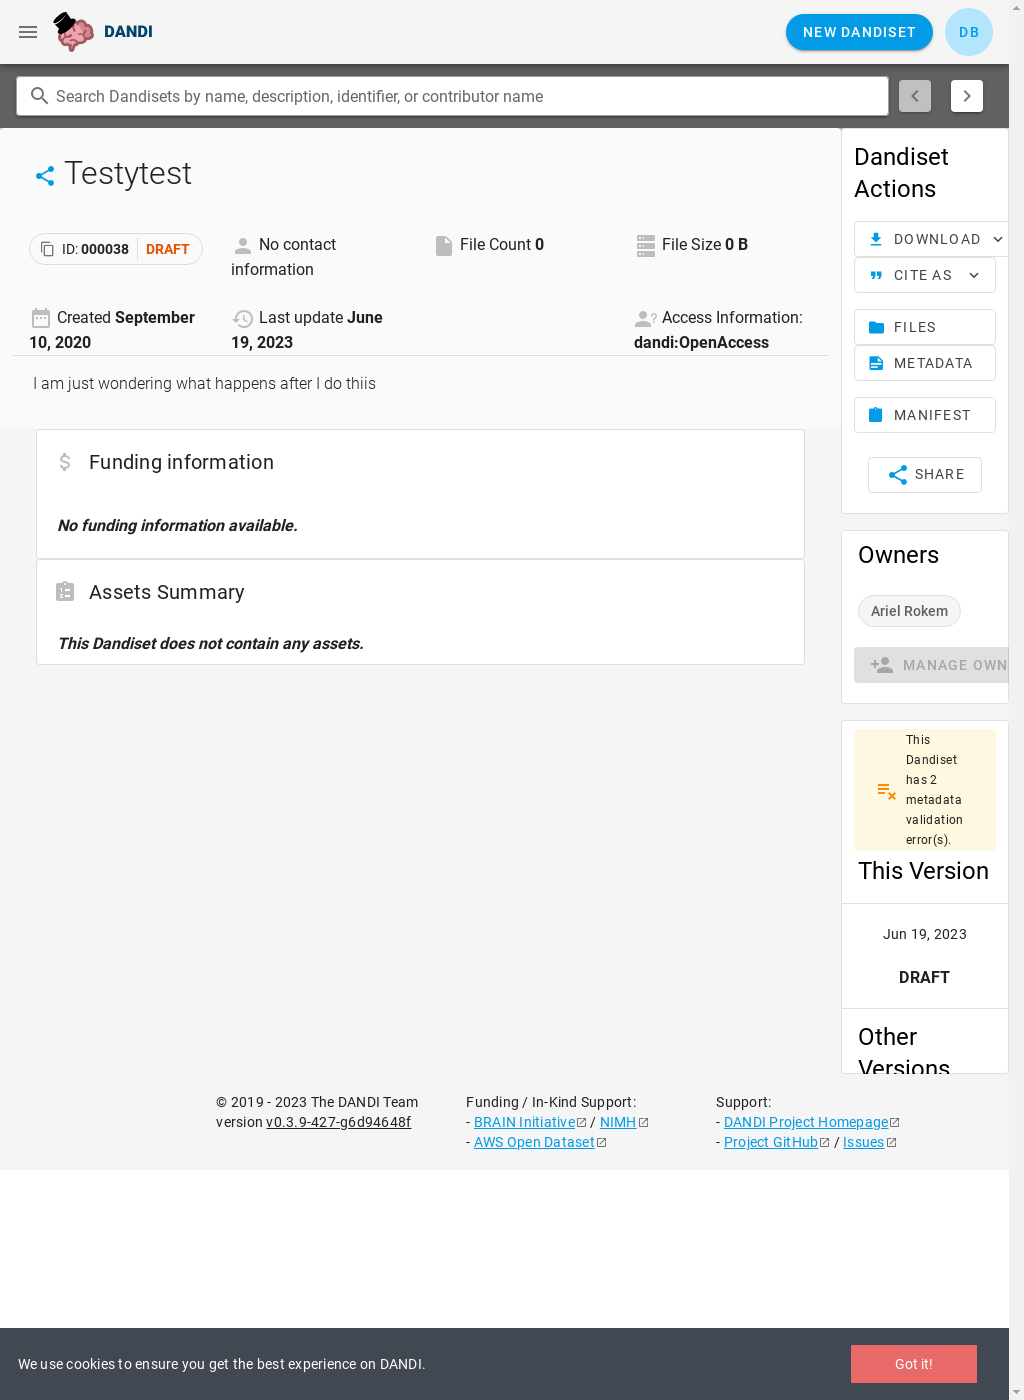 DANDI
NEW DANDISET
DB
Search Dandisets by name, description, identifier, or contributor name
Testytest
ID: 000038 DRAFT
No contact
information
File Count 0
File Size 0 B
Created September
10, 2020
Last update June
19, 2023
Access Information:
dandi:OpenAccess
I am just wondering what happens after I do thiis
Funding information
No funding information available.
Assets Summary
This Dandiset does not contain any assets.
Dandiset
Actions
DOWNLOAD
CITE AS
FILES
METADATA
MANIFEST
SHARE
Owners
Ariel Rokem
MANAGE OWN
This
Dandiset
has 2
metadata
validation
error(s).
This Version
Jun 19, 2023
DRAFT
Other
Versions
© 2019 - 2023 The DANDI Team
version v0.3.9-427-g6d94648f
Funding / In-Kind Support:
- BRAIN Initiative / NIMH
- AWS Open Dataset
Support:
- DANDI Project Homepage
- Project GitHub / Issues
We use cookies to ensure you get the best experience on DANDI.
Got it!